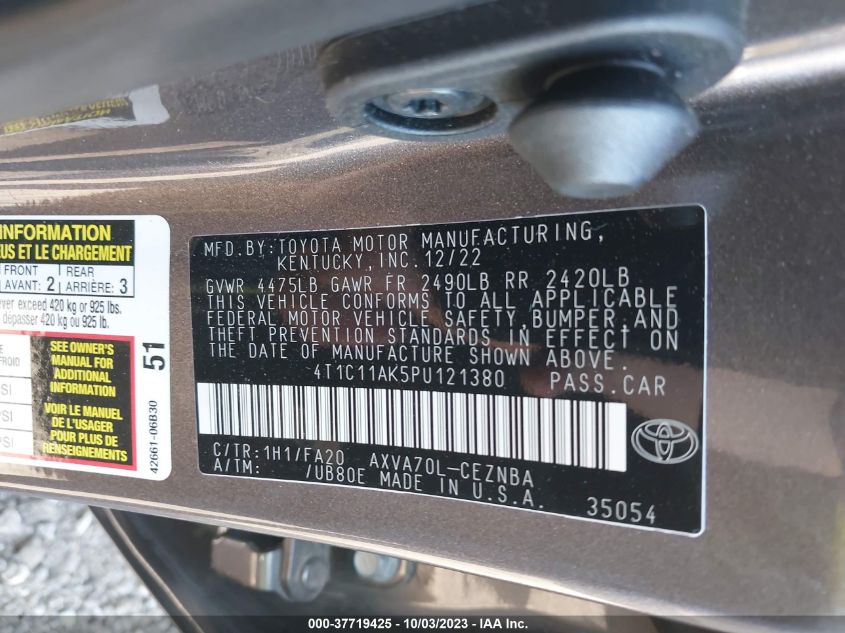 INFORMATION
US ET LE CHARGEMENT
FRONT
AVANT: 2
REAR
ARRIÈRE: 3
ver exceed 420 kg or 925 lbs.
dépasser 420 kg ou 925 lb.
SEE OWNER'S
MANUAL FOR
ADDITIONAL
INFORMATION
VOIR LE MANUEL
DE L'USAGER
POUR PLUS DE
RENSEIGNEMENTS
51
42661-06B30
MFD.BY:TOYOTA MOTOR MANUFACTURING,
KENTUCKY,INC.12/22
GVWR 4475LB GAWR FR 2490LB RR 2420LB
THIS VEHICLE CONFORMS TO ALL APPLICABLE
FEDERAL MOTOR VEHICLE SAFETY,BUMPER,AND
THEFT PREVENTION STANDARDS IN EFFECT ON
THE DATE OF MANUFACTURE SHOWN ABOVE.
4T1C11AK5PU121380 PASS.CAR
C/TR:1H1/FA20 AXVA70L-CEZNBA
A/TM: /UB80E MADE IN U.S.A.
35054
000-37719425 - 10/03/2023 - IAA Inc.